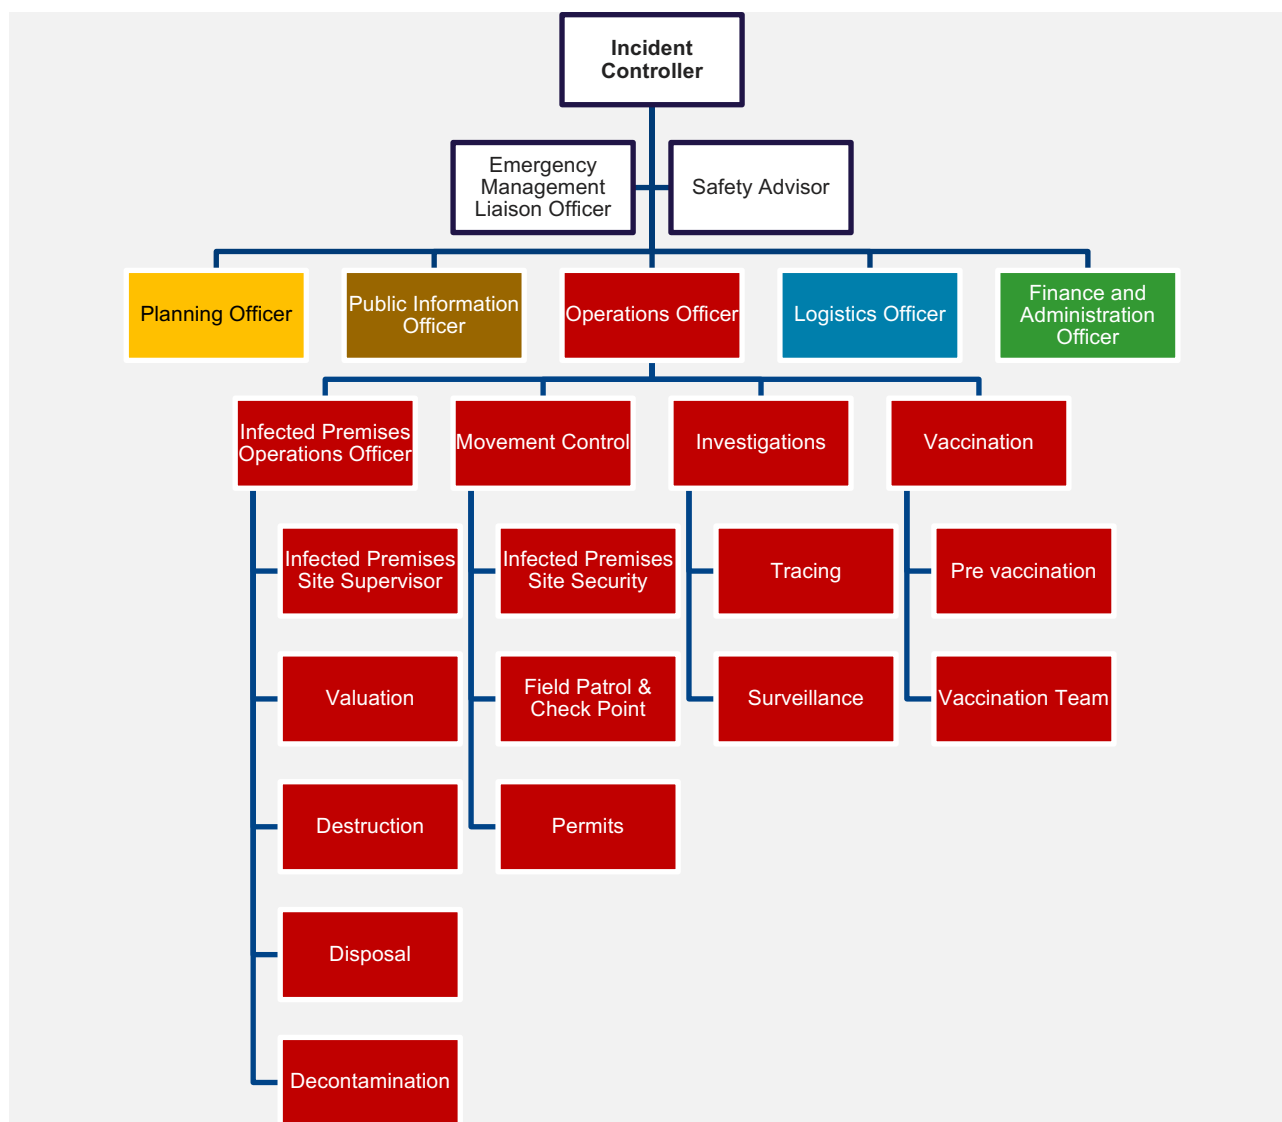 Incident
Controller
Emergency
Management
Liaison Officer
Safety Advisor
Planning Officer
Public Information
Officer
Operations Officer
Logistics Officer
Finance and
Administration
Officer
Infected Premises
Operations Officer
Movement Control
Investigations
Vaccination
Infected Premises
Site Supervisor
Infected Premises
Site Security
Tracing
Pre vaccination
Valuation
Field Patrol &
Check Point
Surveillance
Vaccination Team
Destruction
Permits
Disposal
Decontamination